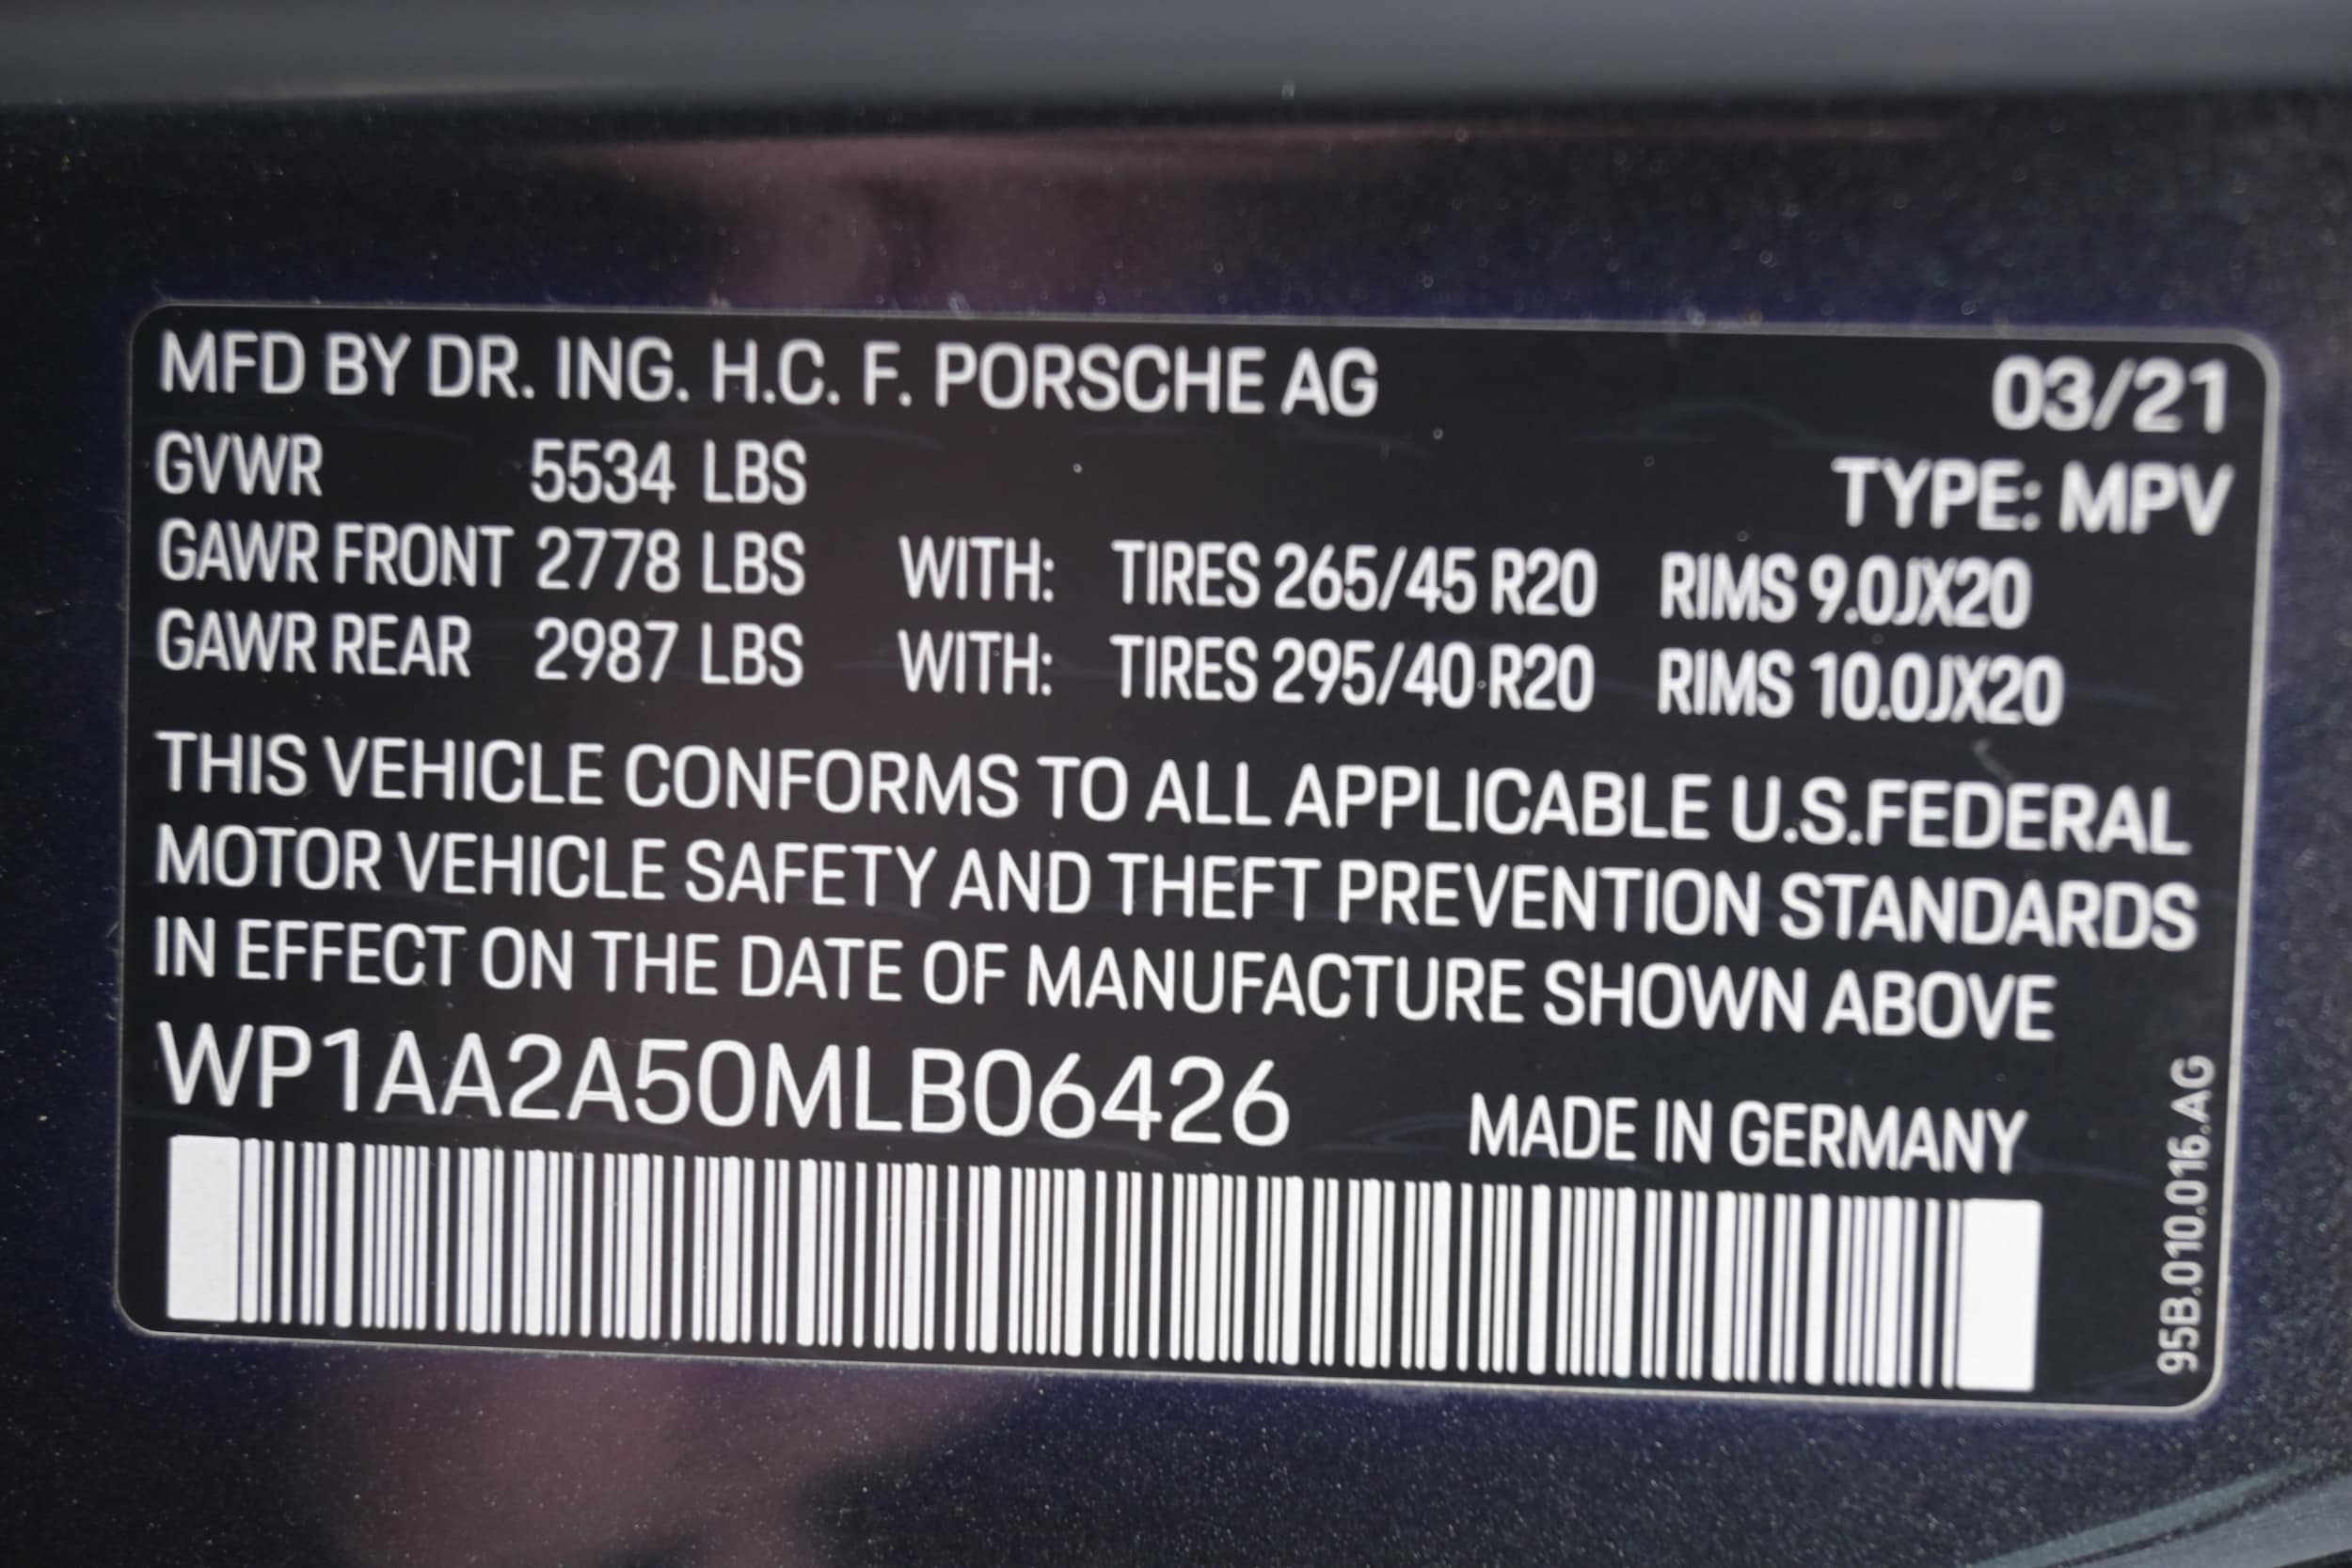 MFD BY DR. ING. H.C. F. PORSCHE AG 03/21
GVWR 5534 LBS TYPE: MPV
GAWR FRONT 2778 LBS WITH: TIRES 265/45 R20 RIMS 9.0JX20
GAWR REAR 2987 LBS WITH: TIRES 295/40 R20 RIMS 10.0JX20
THIS VEHICLE CONFORMS TO ALL APPLICABLE U.S.FEDERAL
MOTOR VEHICLE SAFETY AND THEFT PREVENTION STANDARDS
IN EFFECT ON THE DATE OF MANUFACTURE SHOWN ABOVE
WP1AA2A50MLB06426
MADE IN GERMANY
95B.010.016.AG